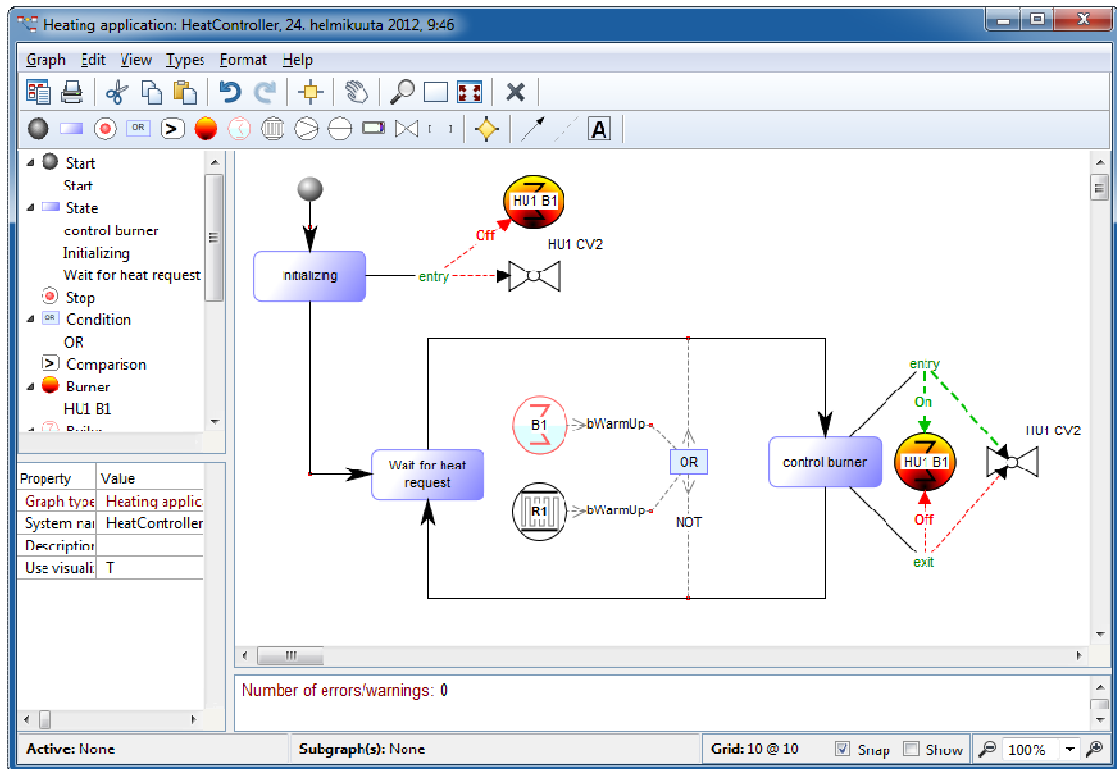 Heating application: HeatController, 24. helmikuuta 2012, 9:46
Graph Edit View Types Format Help
OR
A
Start
Start
State
control burner
Initializing
Wait for heat request
Stop
OR Condition
OR
Comparison
Burner
HU1 B1
Property Value
Graph type Heating applic
System nar HeatController
Description
Use visuali: T
HU1 B1
Off
HU1 CV2
Initializing
entry
entry
B1
bWarmUp
On
HU1 CV2
Wait for heat
request
OR
control burner
HU1 B1
R1
bWarmUp
NOT
Off
exit
Number of errors/warnings: 0
Active: None
Subgraph(s): None
Grid: 10 @ 10
Snap
Show
100%